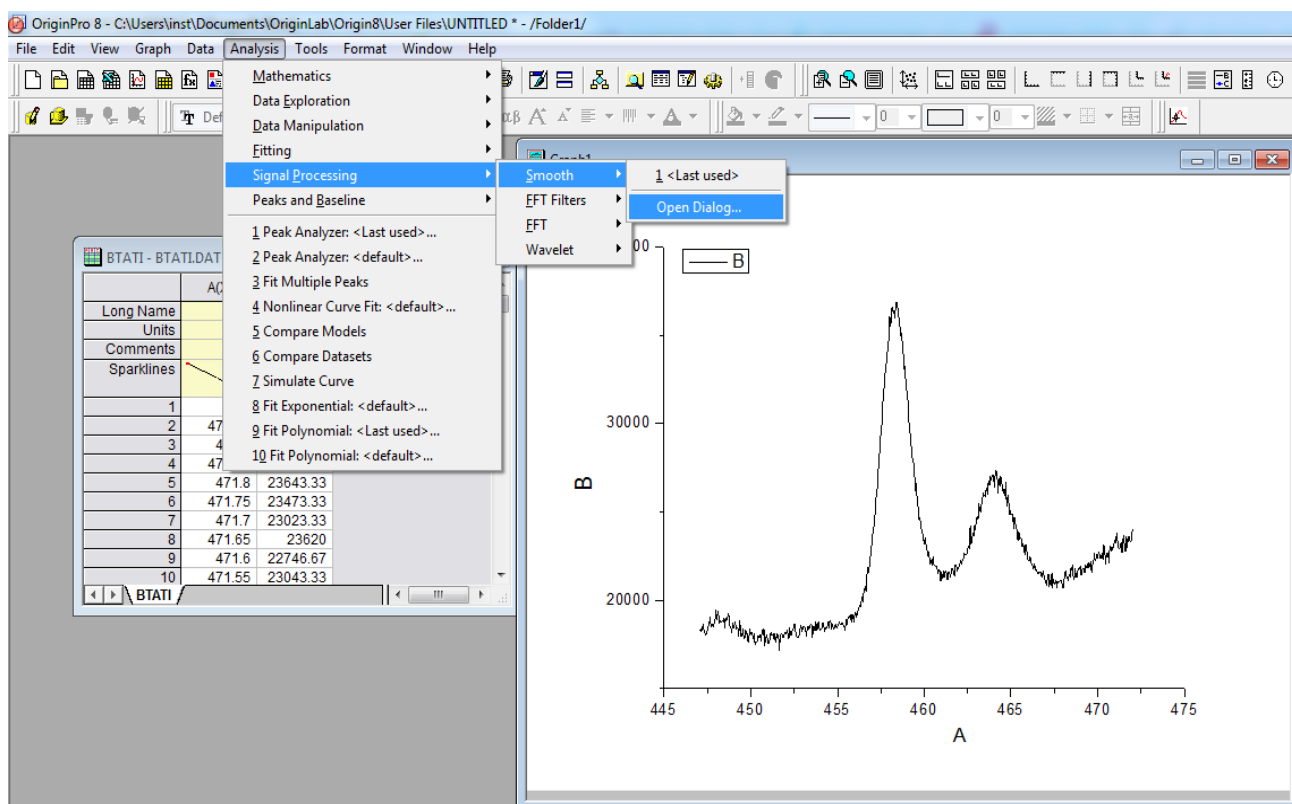 OriginPro 8 - C:\Users\inst\Documents\OriginLab\Origin8\User Files\UNTITLED * - /Folder1/
File Edit View Graph Data Analysis Tools Format Window Help
Mathematics
Data Exploration
Data Manipulation
Fitting
Signal Processing
Peaks and Baseline
1 Peak Analyzer: <Last used>...
2 Peak Analyzer: <default>...
3 Fit Multiple Peaks
4 Nonlinear Curve Fit: <default>...
5 Compare Models
6 Compare Datasets
7 Simulate Curve
8 Fit Exponential: <default>...
9 Fit Polynomial: <Last used>...
10 Fit Polynomial: <default>...
Smooth
FFT Filters
FFT
Wavelet
1 <Last used>
Open Dialog...
BTATI - BTATI.DAT
Long Name
Units
Comments
Sparklines
1
2 47
3 4
4 47
5 471.8 23643.33
6 471.75 23473.33
7 471.7 23023.33
8 471.65 23620
9 471.6 22746.67
10 471.55 23043.33
BTATI
B
30000
B
20000
445 450 455 460 465 470 475
A